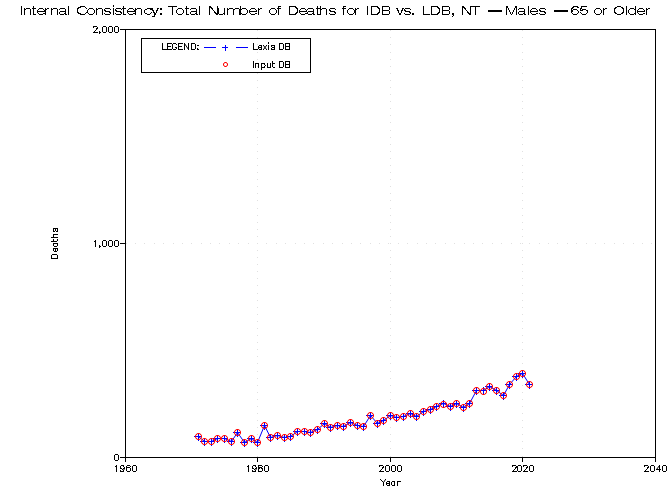 Internal Consistency: Total Number of Deaths for IDB vs. LDB, NT — Males — 65 or Older
LEGEND: Lexis DB
Input DB
2,000
1,000
0
Deaths
1960 1980 2000 2020 2040
Year